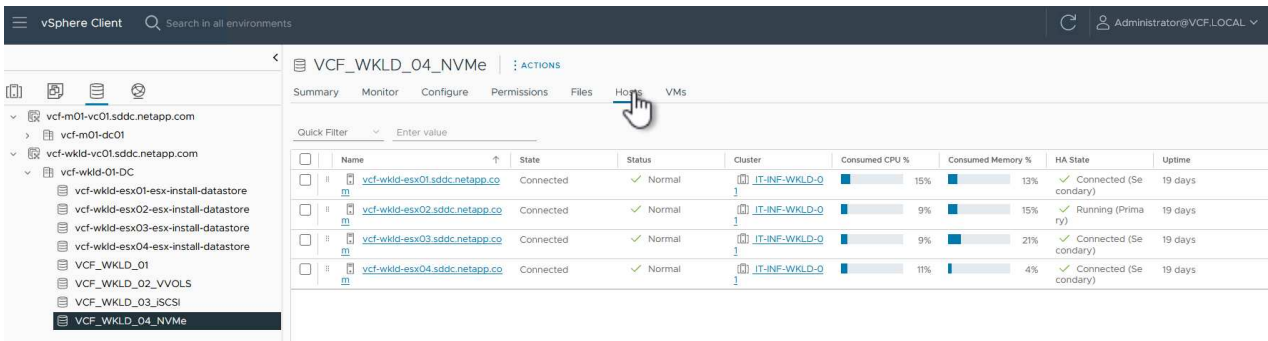 vSphere Client Search in all environments Administrator@VCF.LOCAL
VCF_WKLD_04_NVMe ACTIONS
Summary Monitor Configure Permissions Files Hosts VMs
vcf-m01-vc01.sddc.netapp.com
vcf-m01-dc01
vcf-wkld-vc01.sddc.netapp.com
vcf-wkld-01-DC
vcf-wkld-esx01-esx-install-datastore
vcf-wkld-esx02-esx-install-datastore
vcf-wkld-esx03-esx-install-datastore
vcf-wkld-esx04-esx-install-datastore
VCF_WKLD_01
VCF_WKLD_02_VVOLS
VCF_WKLD_03_iSCSI
VCF_WKLD_04_NVMe
Quick Filter Enter value
Name State Status Cluster Consumed CPU % Consumed Memory % HA State Uptime
vcf-wkld-esx01.sddc.netapp.co Connected Normal IT-INF-WKLD-0 15% 13% Connected (Se 19 days
m 1 condary)
vcf-wkld-esx02.sddc.netapp.co Connected Normal IT-INF-WKLD-0 9% 15% Running (Prima 19 days
m 1 ry)
vcf-wkld-esx03.sddc.netapp.co Connected Normal IT-INF-WKLD-0 9% 21% Connected (Se 19 days
m 1 condary)
vcf-wkld-esx04.sddc.netapp.co Connected Normal IT-INF-WKLD-0 11% 4% Connected (Se 19 days
m 1 condary)